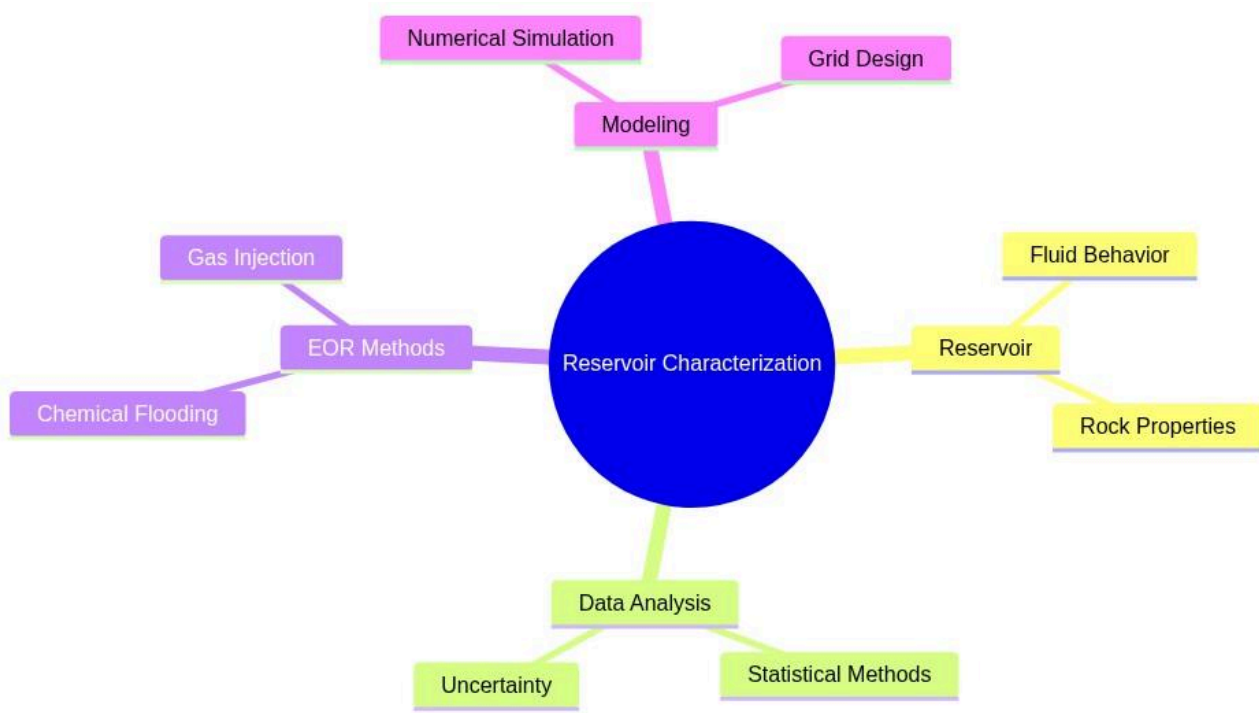 Numerical Simulation
Grid Design
Modeling
Gas Injection
Fluid Behavior
EOR Methods
Reservoir Characterization
Reservoir
Chemical Flooding
Rock Properties
Data Analysis
Uncertainty
Statistical Methods